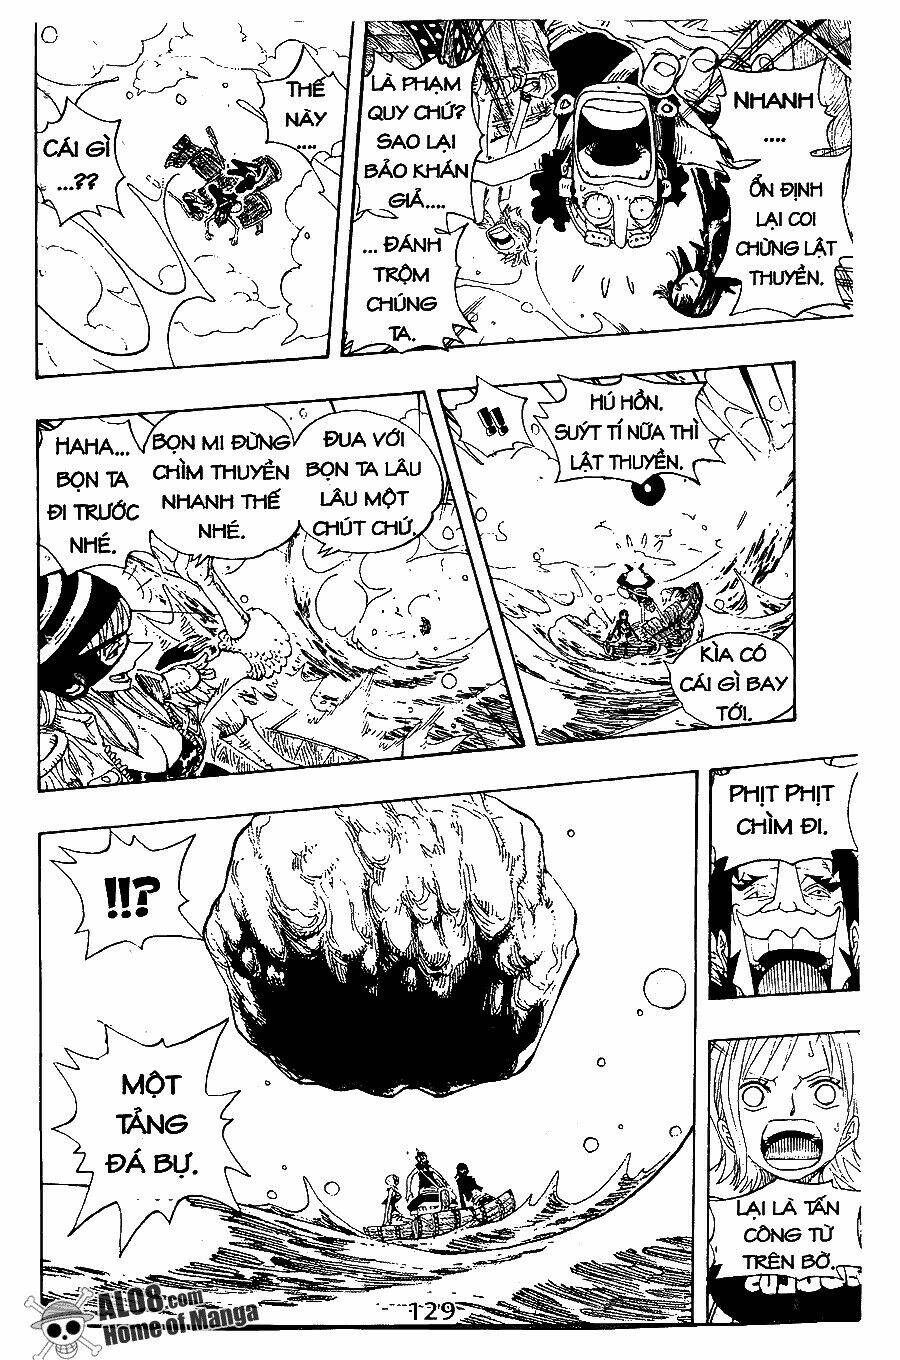 NHANH
....
ỔN ĐỊNH
LẠI COI
CHỪNG LẬT
THUYỀN.
LÀ PHẠM
QUY CHỨ?
SAO LẠI
BẢO KHÁN
GIẢ....
... ĐÁNH
TRỘM
CHÚNG
TA.
THẾ
NÀY
....
CÁI GÌ
...??
HÚ HỒN.
SUÝT TÍ NỮA THÌ
LẬT THUYỀN.
!!
KÌA CÓ
CÁI GÌ BAY
TỚI.
ĐUA VỚI
BỌN TA LÂU
LÂU MỘT
CHÚT CHỨ.
BỌN MI ĐỪNG
CHÌM THUYỀN
NHANH THẾ
NHÉ.
HAHA...
BỌN TA
ĐI TRƯỚC
NHÉ.
PHỊT PHỊT
CHÌM ĐI.
LẠI LÀ TẤN
CÔNG TỪ
TRÊN BỜ.
!!?
MỘT
TẢNG
ĐÁ BỰ.
129
ALO8.com
Home of Manga